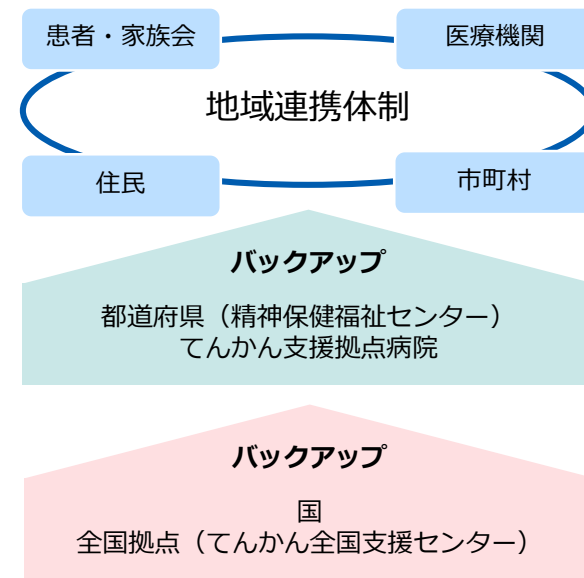 患者・家族会
医療機関
地域連携体制
住民
市町村
バックアップ
都道府県（精神保健福祉センター）
てんかん支援拠点病院
バックアップ
国
全国拠点（てんかん全国支援センター）